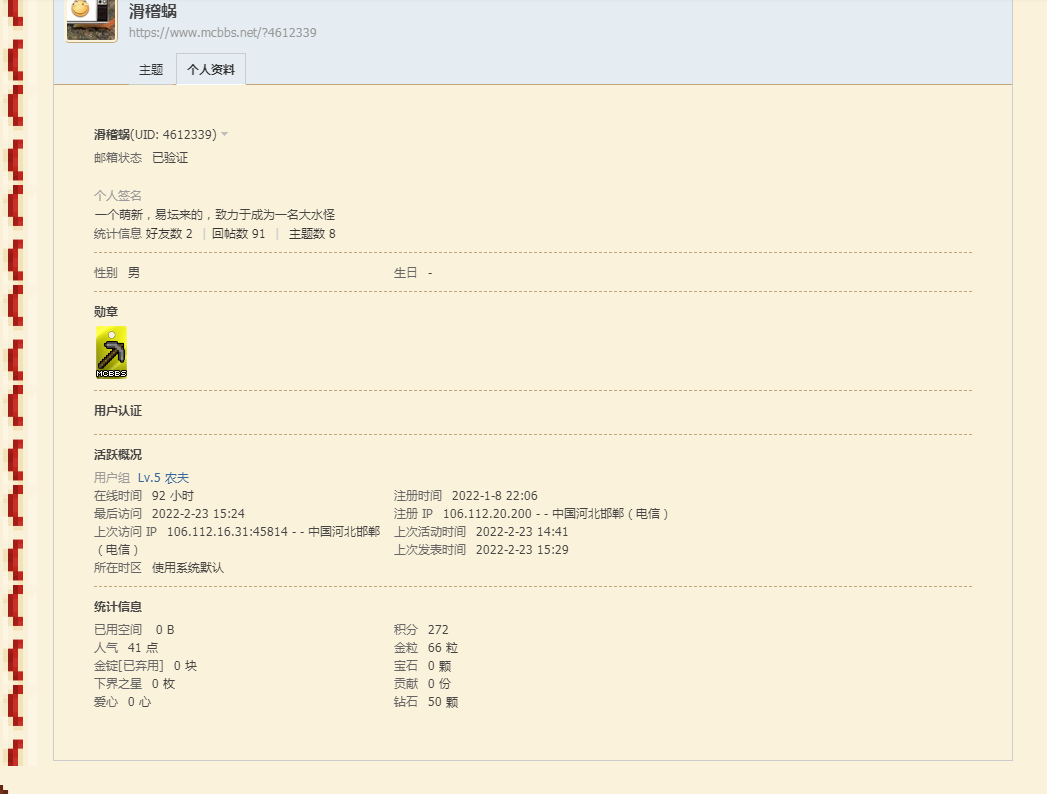 滑稽蜗
https://www.mcbbs.net/?4612339
主题 个人资料
滑稽蜗(UID: 4612339)
邮箱状态 已验证
个人签名
一个萌新，易坛来的，致力于成为一名大水怪
统计信息 好友数 2 | 回帖数 91 | 主题数 8
性别 男 生日 -
勋章
MCBBS
用户认证
活跃概况
用户组 Lv.5 农夫
在线时间 92 小时 注册时间 2022-1-8 22:06
最后访问 2022-2-23 15:24 注册 IP 106.112.20.200 - - 中国河北邯郸（电信）
上次访问 IP 106.112.16.31:45814 - - 中国河北邯郸 上次活动时间 2022-2-23 14:41
（电信） 上次发表时间 2022-2-23 15:29
所在时区 使用系统默认
统计信息
已用空间 0 B 积分 272
人气 41 点 金粒 66 粒
金锭[已弃用] 0 块 宝石 0 颗
下界之星 0 枚 贡献 0 份
爱心 0 心 钻石 50 颗